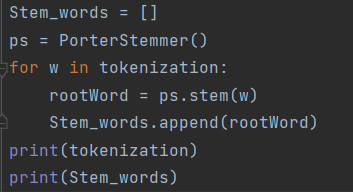 Stem_words = []
ps = PorterStemmer()
for w in tokenization:
    rootWord = ps.stem(w)
    Stem_words.append(rootWord)
print(tokenization)
print(Stem_words)